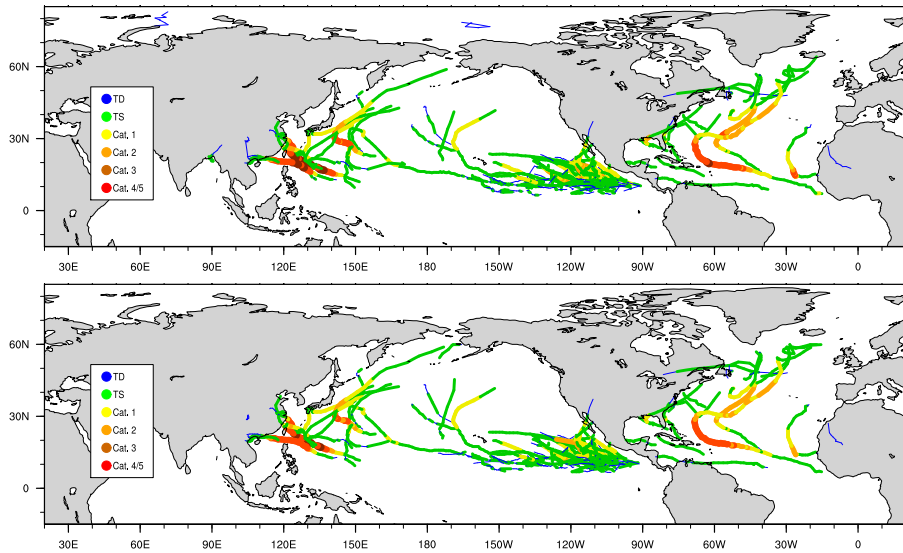 60N
30N
0
TD
TS
Cat. 1
Cat. 2
Cat. 3
Cat. 4/5
30E 60E 90E 120E 150E 180 150W 120W 90W 60W 30W 0
60N
30N
0
TD
TS
Cat. 1
Cat. 2
Cat. 3
Cat. 4/5
30E 60E 90E 120E 150E 180 150W 120W 90W 60W 30W 0